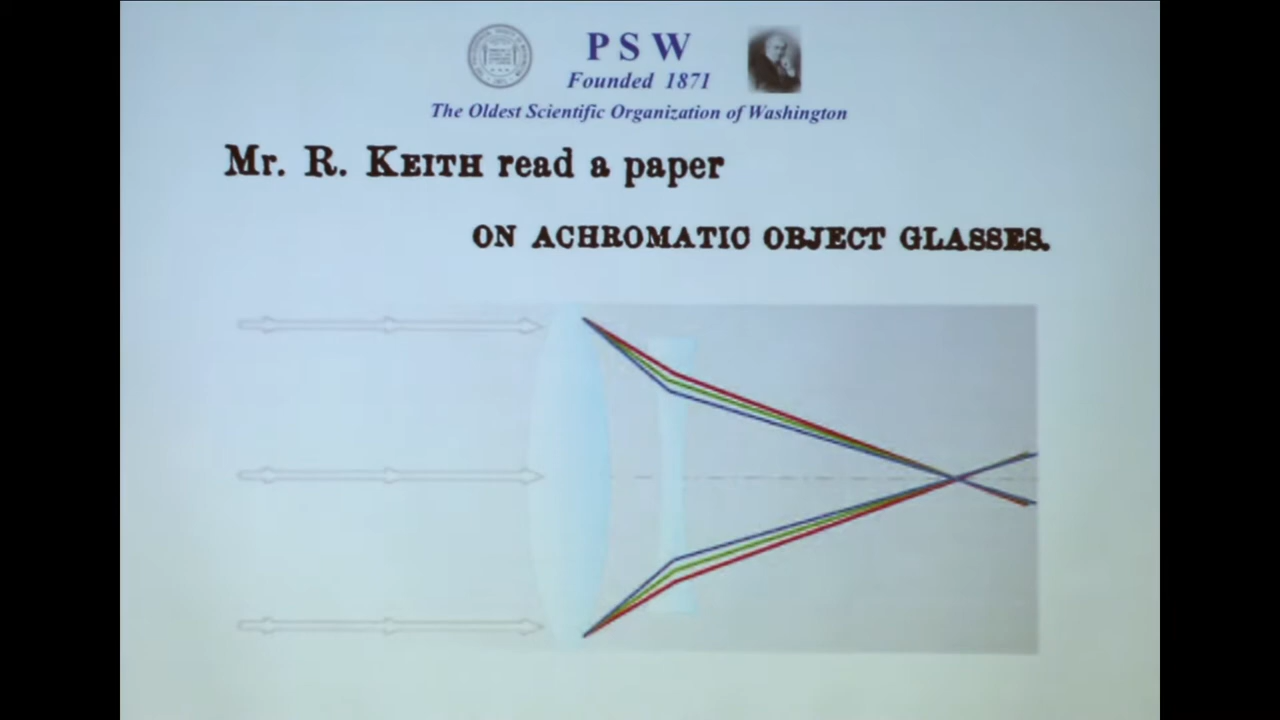 PSW
Founded 1871
The Oldest Scientific Organization of Washington
Mr. R. KEITH read a paper
ON ACHROMATIC OBJECT GLASSES.